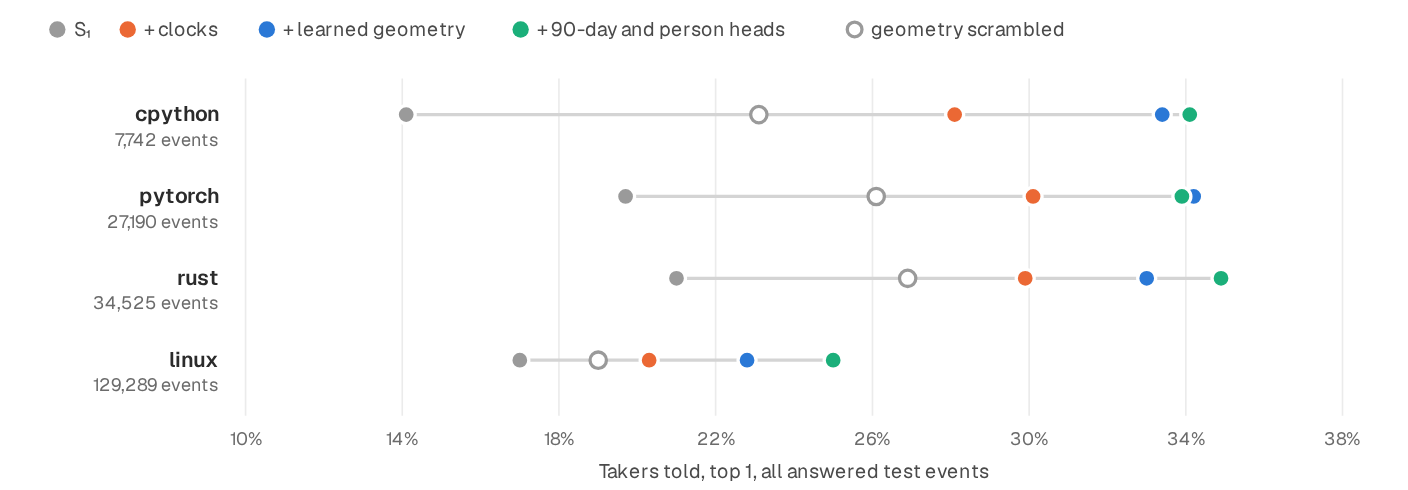 S₁ +clocks +learned geometry +90-day and person heads geometry scrambled
cpython
7,742 events
pytorch
27,190 events
rust
34,525 events
linux
129,289 events
10% 14% 18% 22% 26% 30% 34% 38%
Takers told, top 1, all answered test events